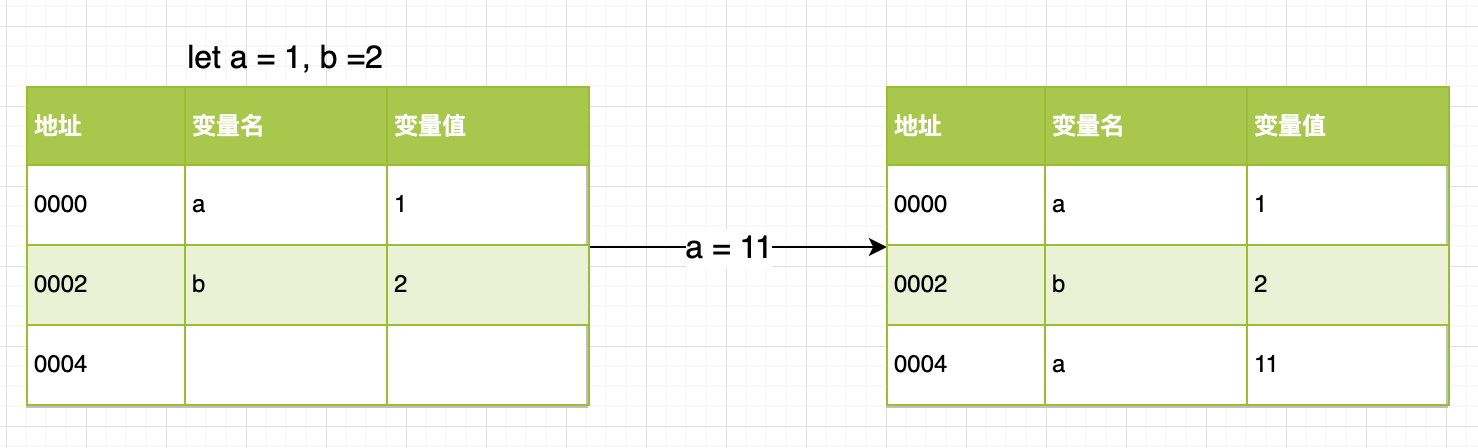 let a = 1, b =2
地址 变量名 变量值
0000 a 1
0002 b 2
0004
a = 11
地址 变量名 变量值
0000 a 1
0002 b 2
0004 a 11